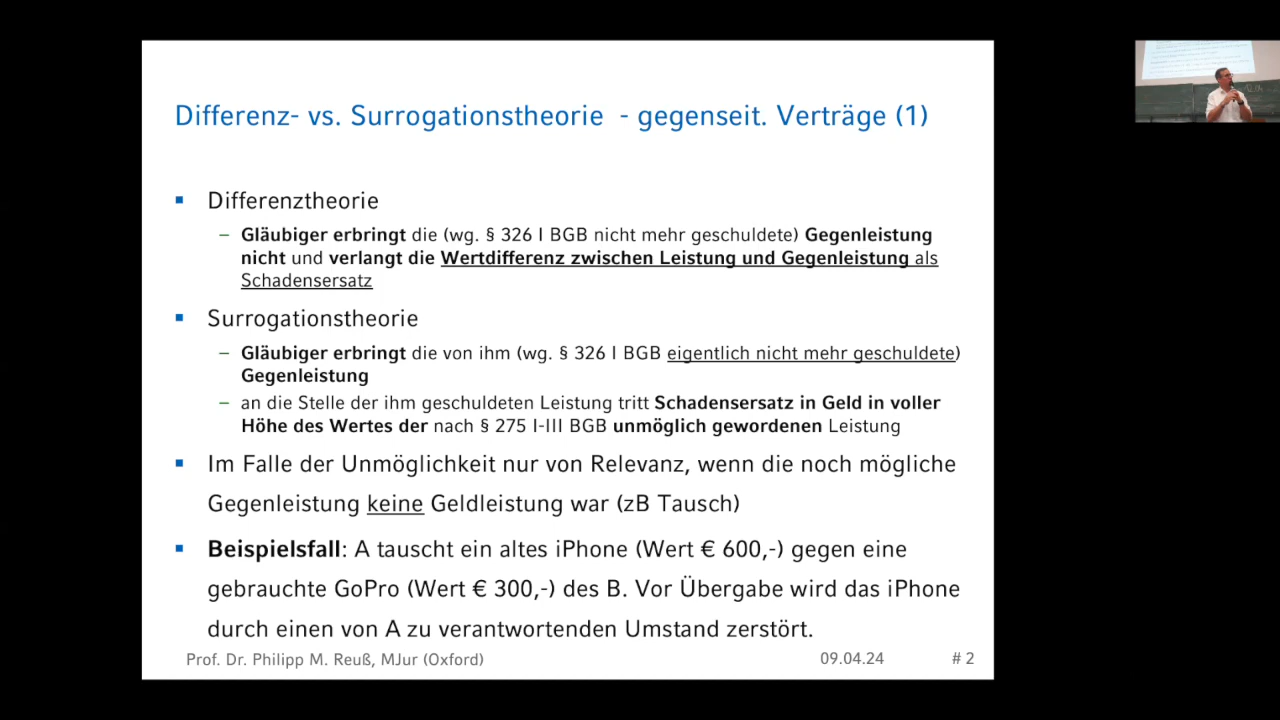 Differenz- vs. Surrogationstheorie - gegenseit. Verträge (1)
Differenztheorie
– Gläubiger erbringt die (wg. § 326 I BGB nicht mehr geschuldete) Gegenleistung
nicht und verlangt die Wertdifferenz zwischen Leistung und Gegenleistung als
Schadensersatz
Surrogationstheorie
– Gläubiger erbringt die von ihm (wg. § 326 I BGB eigentlich nicht mehr geschuldete)
Gegenleistung
– an die Stelle der ihm geschuldeten Leistung tritt Schadensersatz in Geld in voller
Höhe des Wertes der nach § 275 I-III BGB unmöglich gewordenen Leistung
Im Falle der Unmöglichkeit nur von Relevanz, wenn die noch mögliche
Gegenleistung keine Geldleistung war (zB Tausch)
Beispielsfall: A tauscht ein altes iPhone (Wert € 600,-) gegen eine
gebrauchte GoPro (Wert € 300,-) des B. Vor Übergabe wird das iPhone
durch einen von A zu verantwortenden Umstand zerstört.
Prof. Dr. Philipp M. Reuß, MJur (Oxford)
09.04.24
# 2